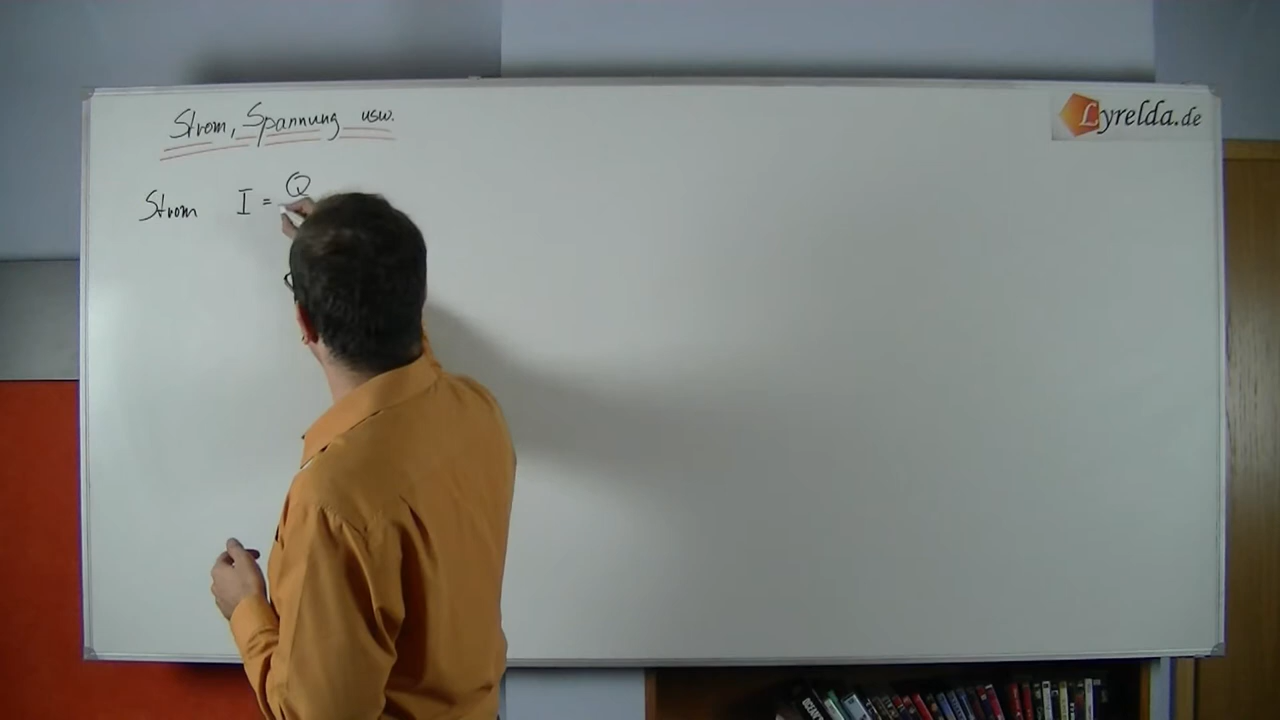 Strom, Spannung usw.
Lyrelda.de
Strom I = Q